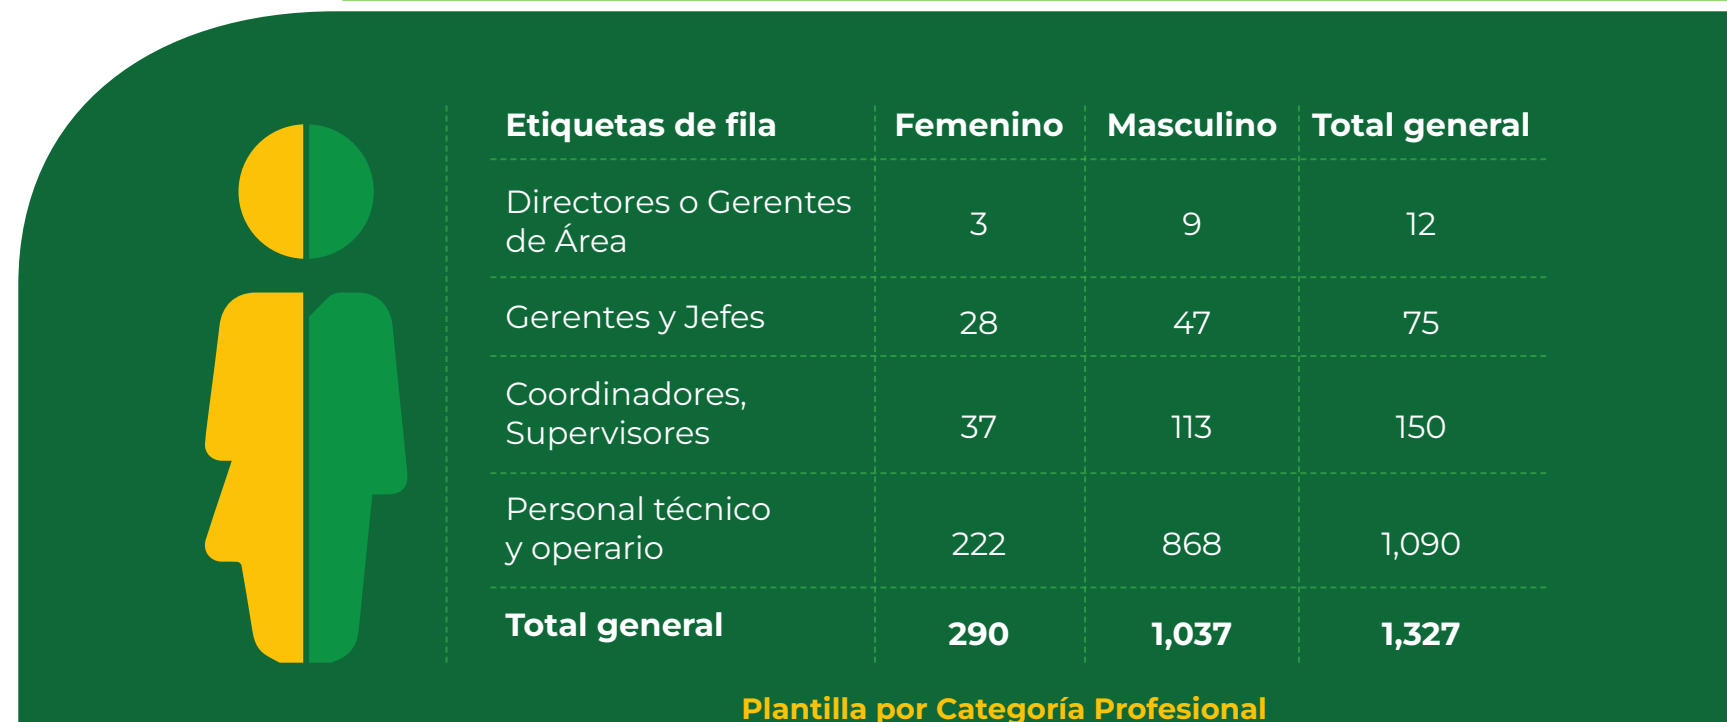 Etiquetas de fila Femenino Masculino Total general
Directores o Gerentes
de Área 3 9 12
Gerentes y Jefes 28 47 75
Coordinadores,
Supervisores 37 113 150
Personal técnico
y operario 222 868 1,090
Total general 290 1,037 1,327
Plantilla por Categoría Profesional